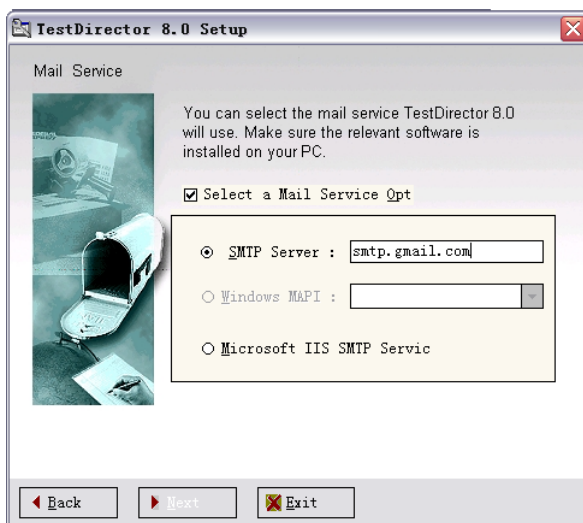 TestDirector 8.0 Setup
Mail Service
You can select the mail service TestDirector 8.0
will use. Make sure the relevant software is
installed on your PC.
Select a Mail Service Opt
SMTP Server : smtp.gmail.com
Windows MAPI :
Microsoft IIS SMTP Servic
Back Next Exit